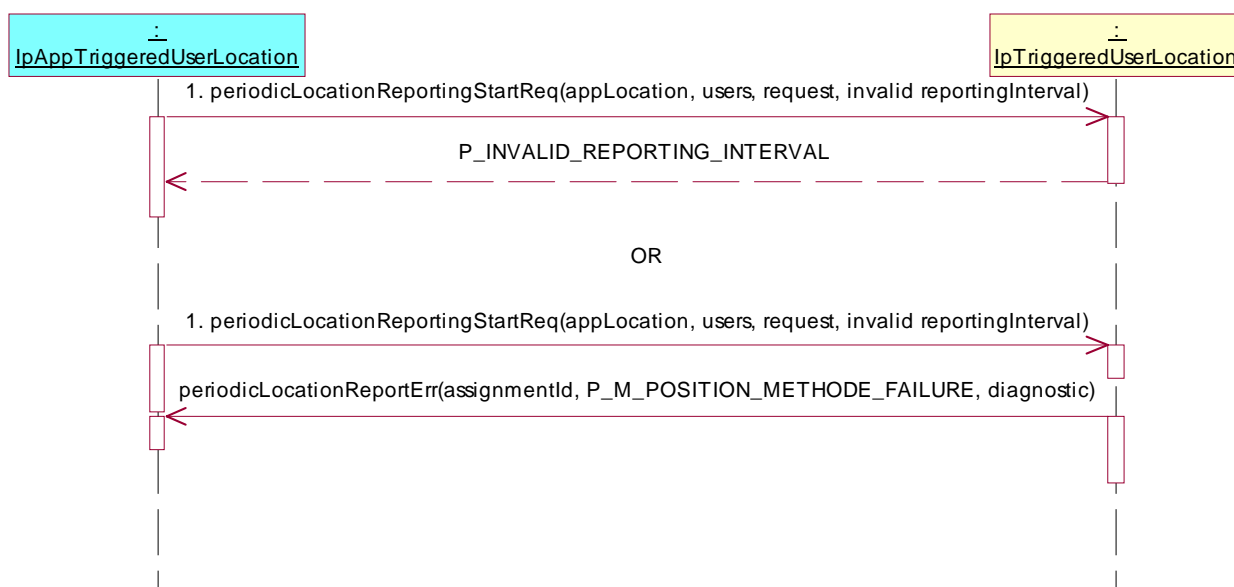 :
IpAppTriggeredUserLocation
:
IpTriggeredUserLocation
1. periodicLocationReportingStartReq(appLocation, users, request, invalid reportingInterval)
P_INVALID_REPORTING_INTERVAL
OR
1. periodicLocationReportingStartReq(appLocation, users, request, invalid reportingInterval)
periodicLocationReportErr(assignmentId, P_M_POSITION_METHODE_FAILURE, diagnostic)